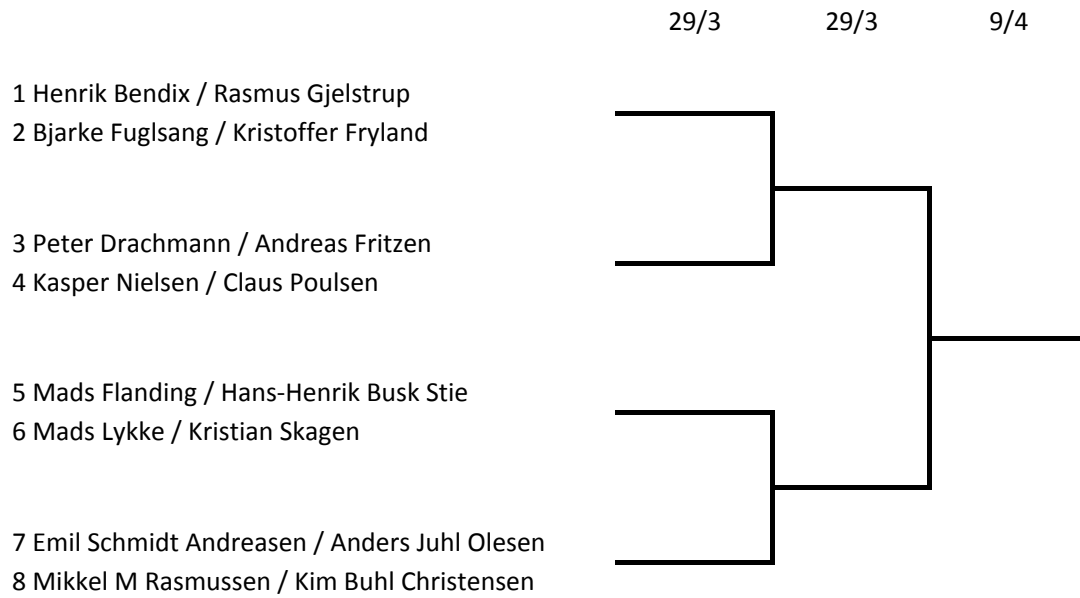 29/3 29/3 9/4
1 Henrik Bendix / Rasmus Gjelstrup
2 Bjarke Fuglsang / Kristoffer Fryland
3 Peter Drachmann / Andreas Fritzen
4 Kasper Nielsen / Claus Poulsen
5 Mads Flanding / Hans-Henrik Busk Stie
6 Mads Lykke / Kristian Skagen
7 Emil Schmidt Andreasen / Anders Juhl Olesen
8 Mikkel M Rasmussen / Kim Buhl Christensen